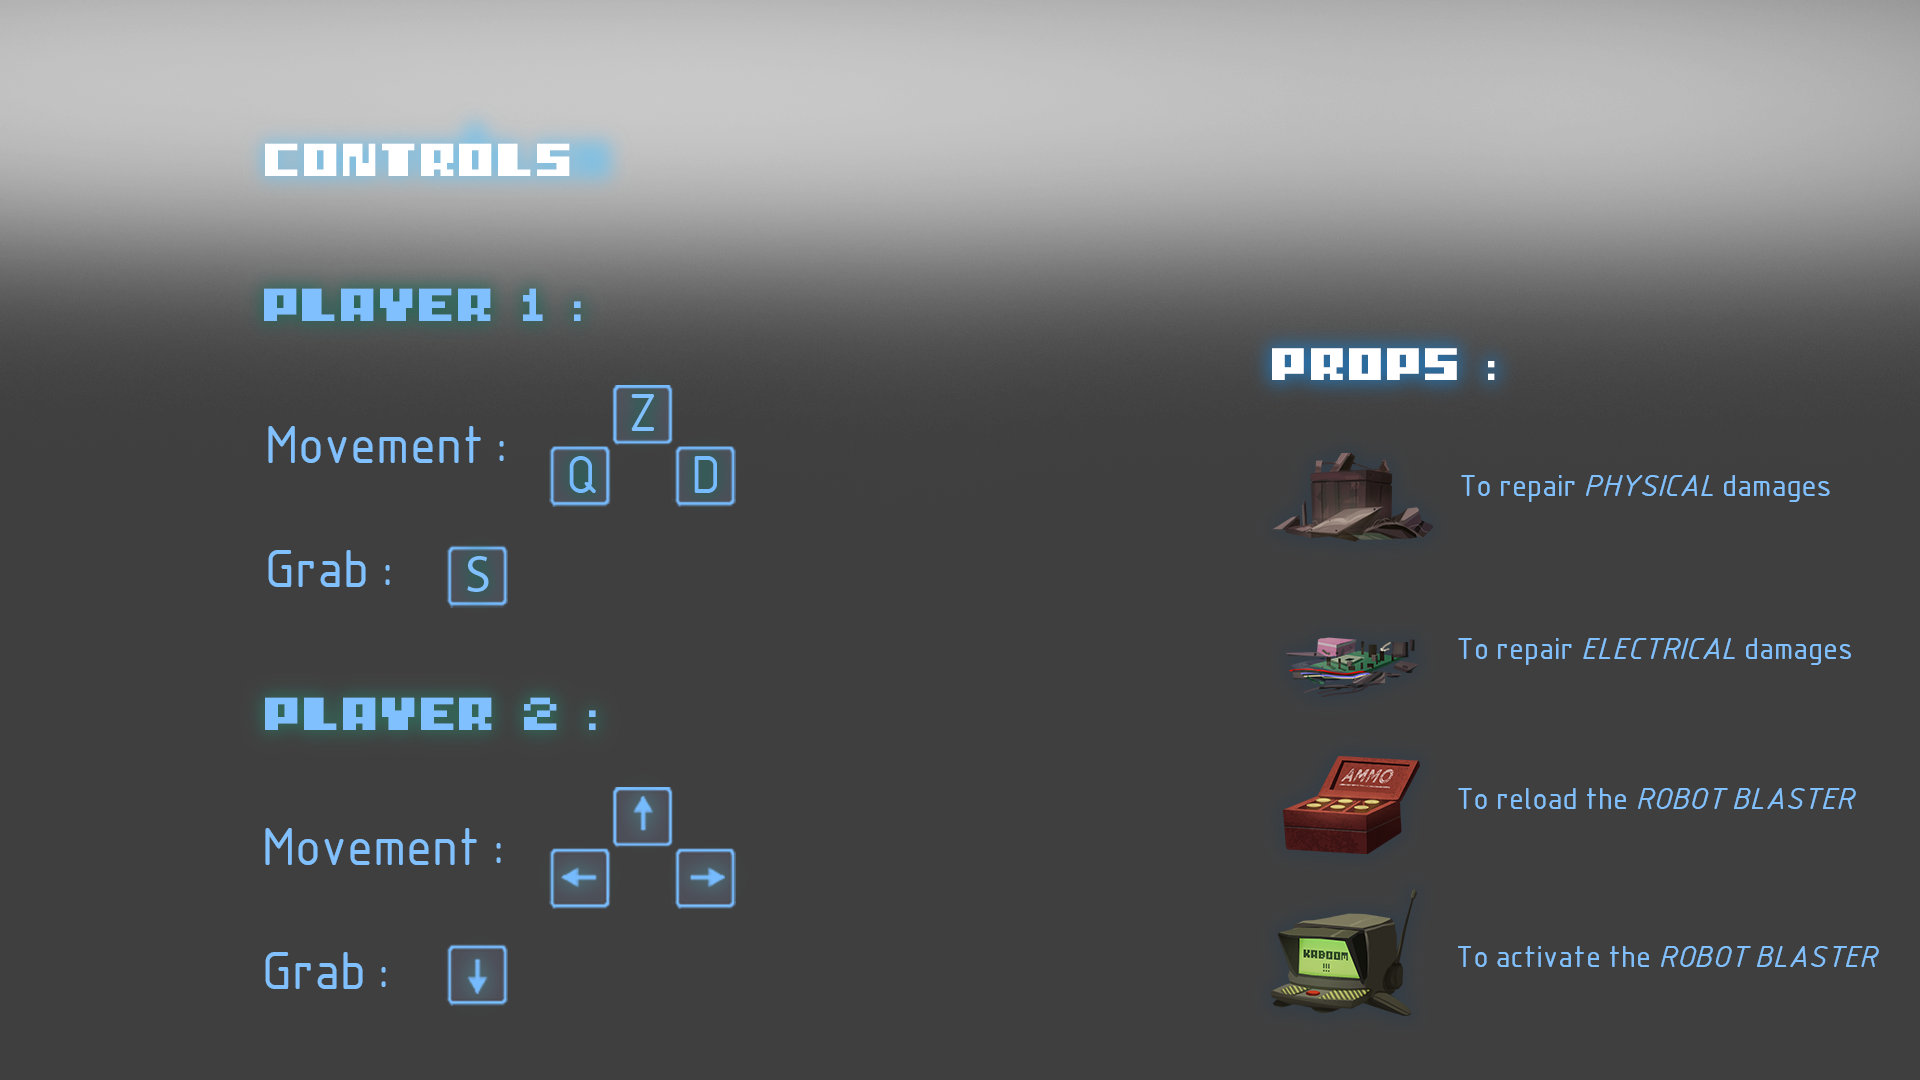 CONTROLS
PLAYER 1 :
Movement :
Z
Q D
Grab : S
PLAYER 2 :
Movement :
↑
← →
Grab : ↓
PROPS :
To repair PHYSICAL damages
To repair ELECTRICAL damages
AMMO
To reload the ROBOT BLASTER
KABOOM
!!!
To activate the ROBOT BLASTER